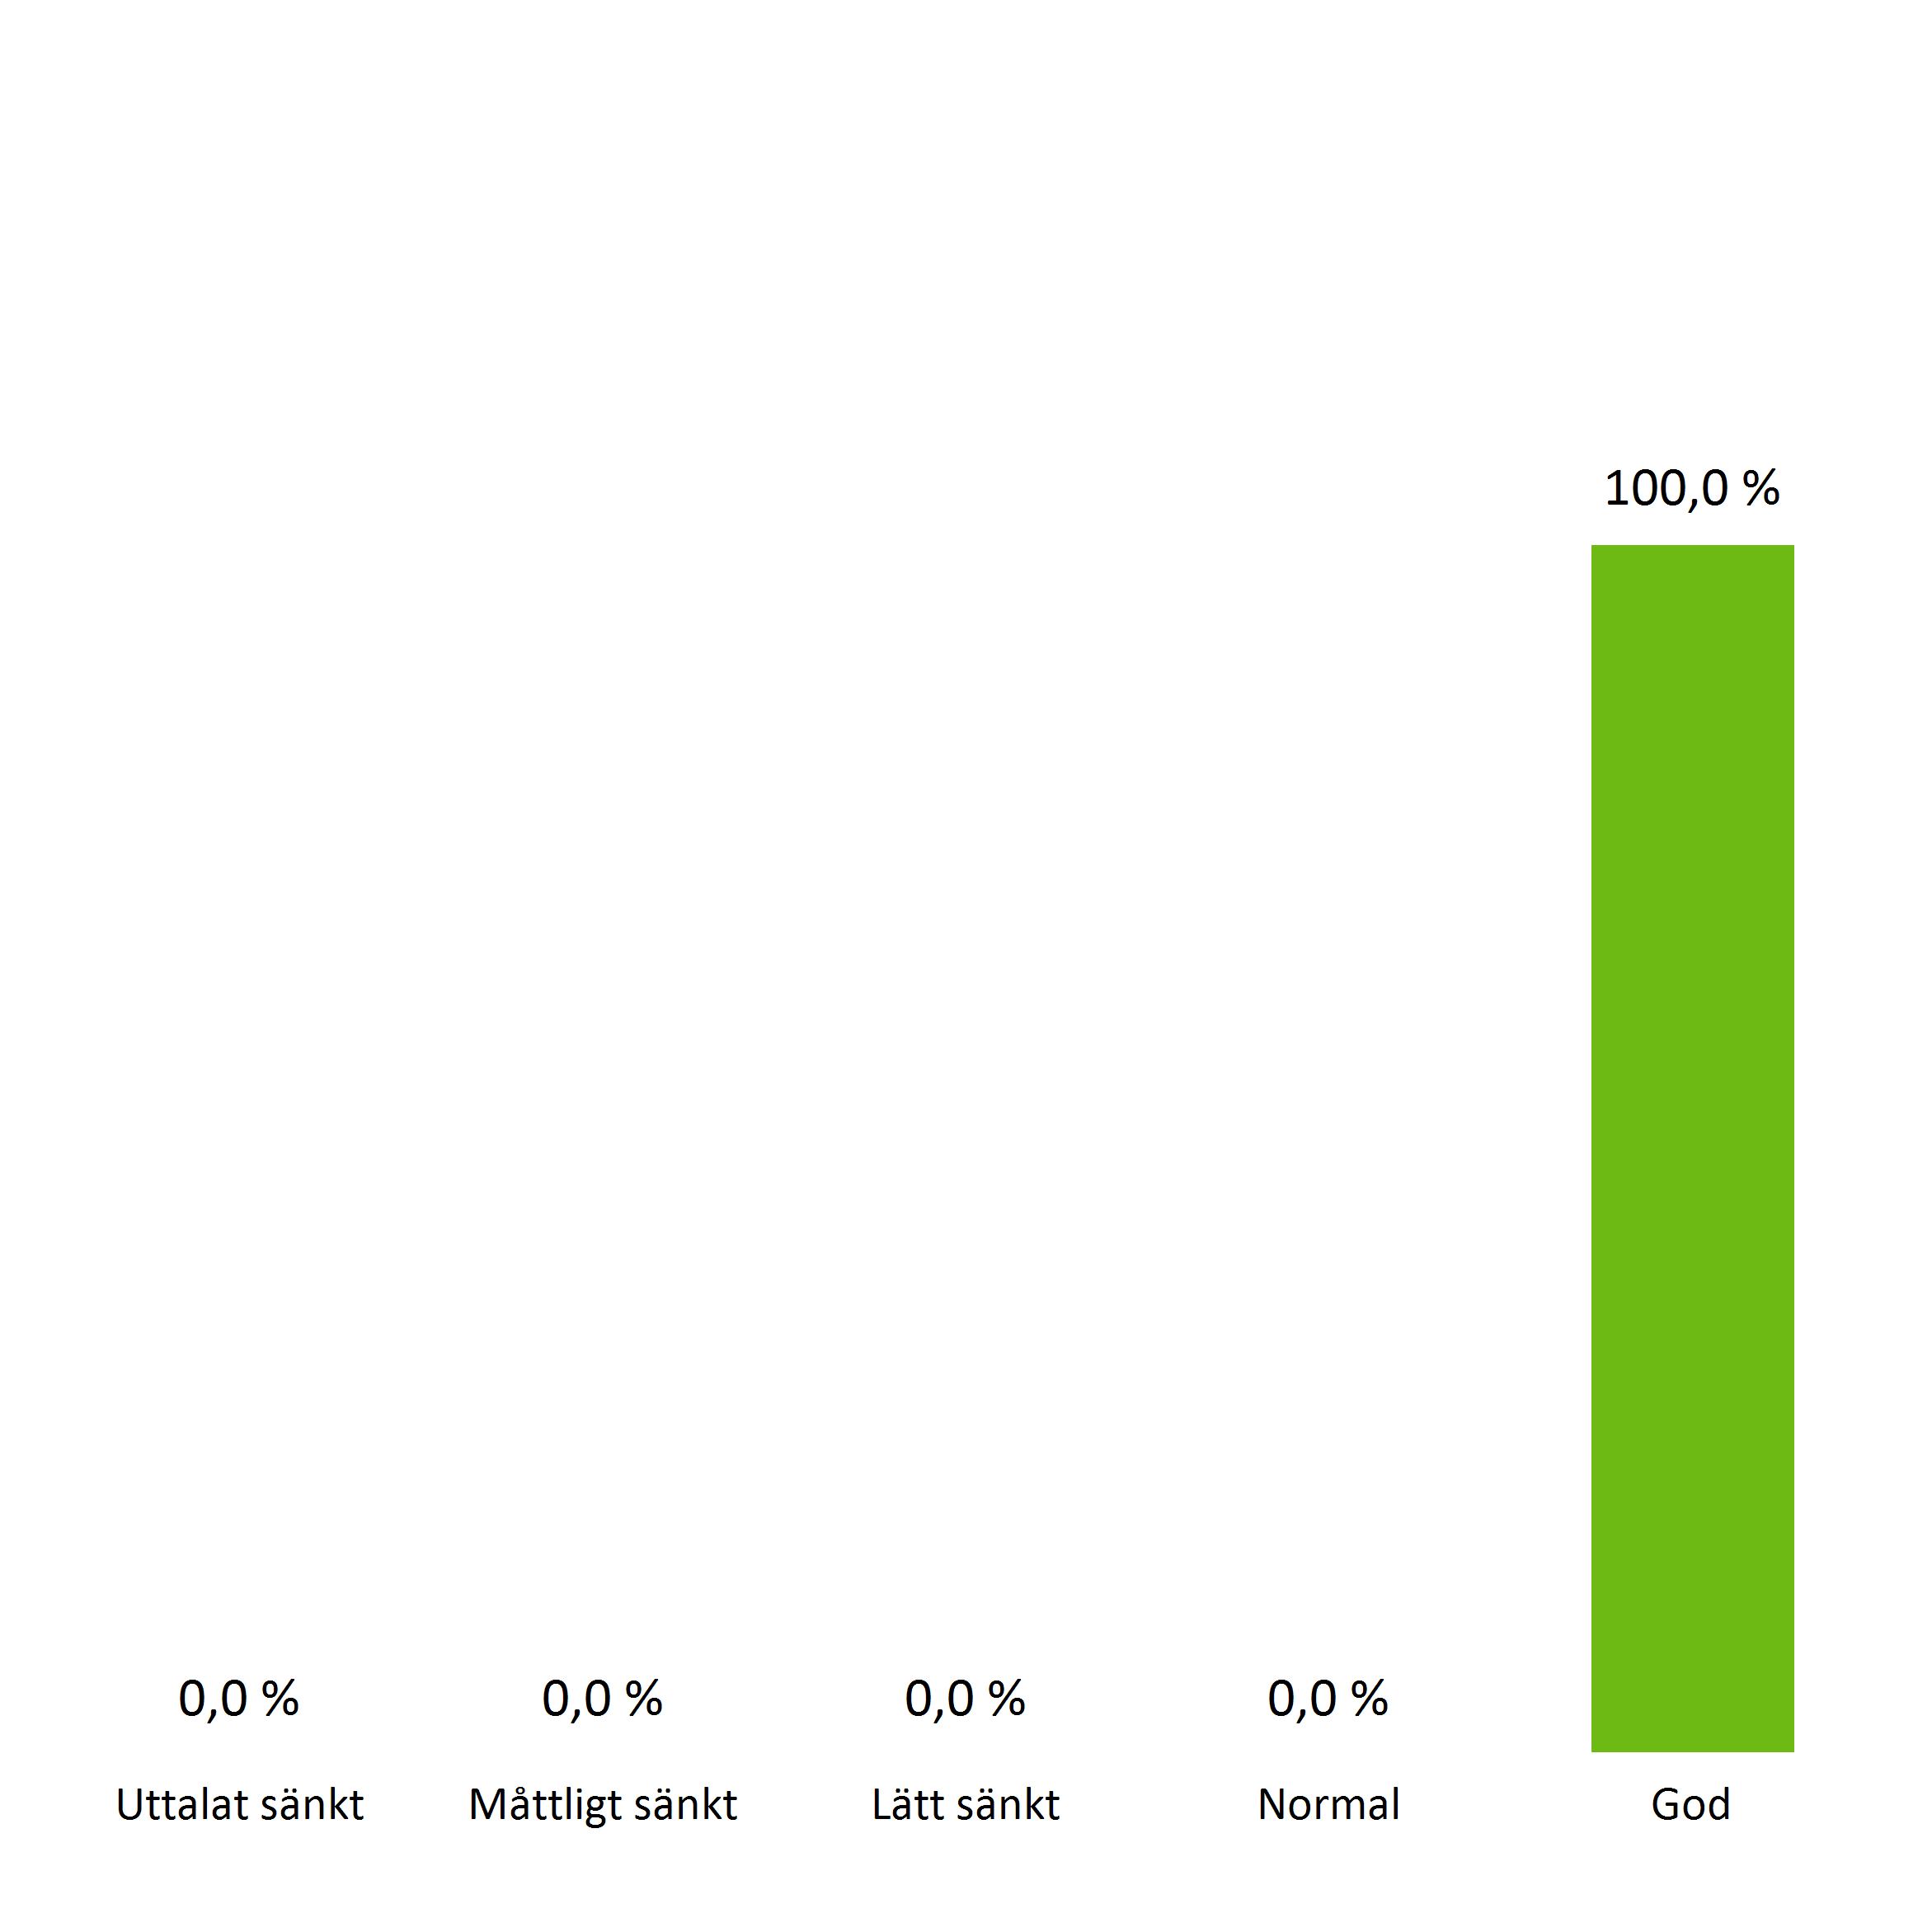 100,0 %
0,0 % 0,0 % 0,0 % 0,0 %
Uttalat sänkt Måttligt sänkt Lätt sänkt Normal God